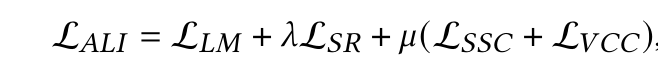 ℒ_{ALI} = ℒ_{LM} + λℒ_{SR} + μ(ℒ_{SSC} + ℒ_{VCC}),